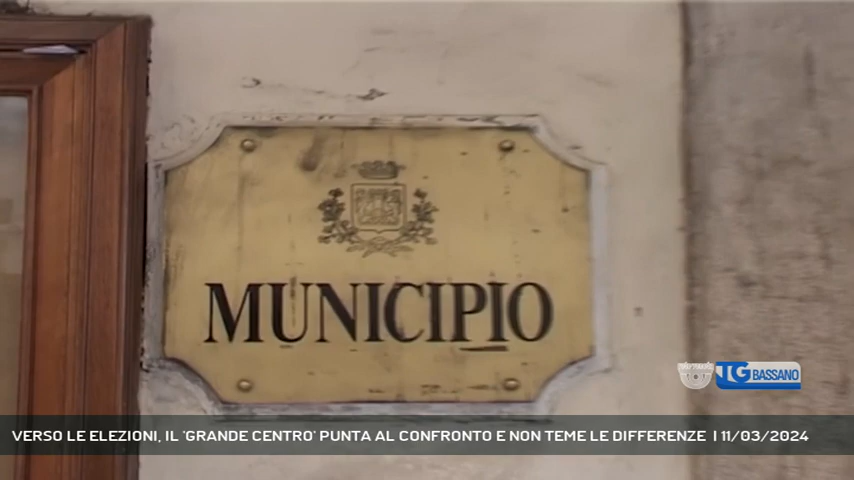 MUNICIPIO
TG BASSANO
VERSO LE ELEZIONI, IL 'GRANDE CENTRO' PUNTA AL CONFRONTO E NON TEME LE DIFFERENZE | 11/03/2024